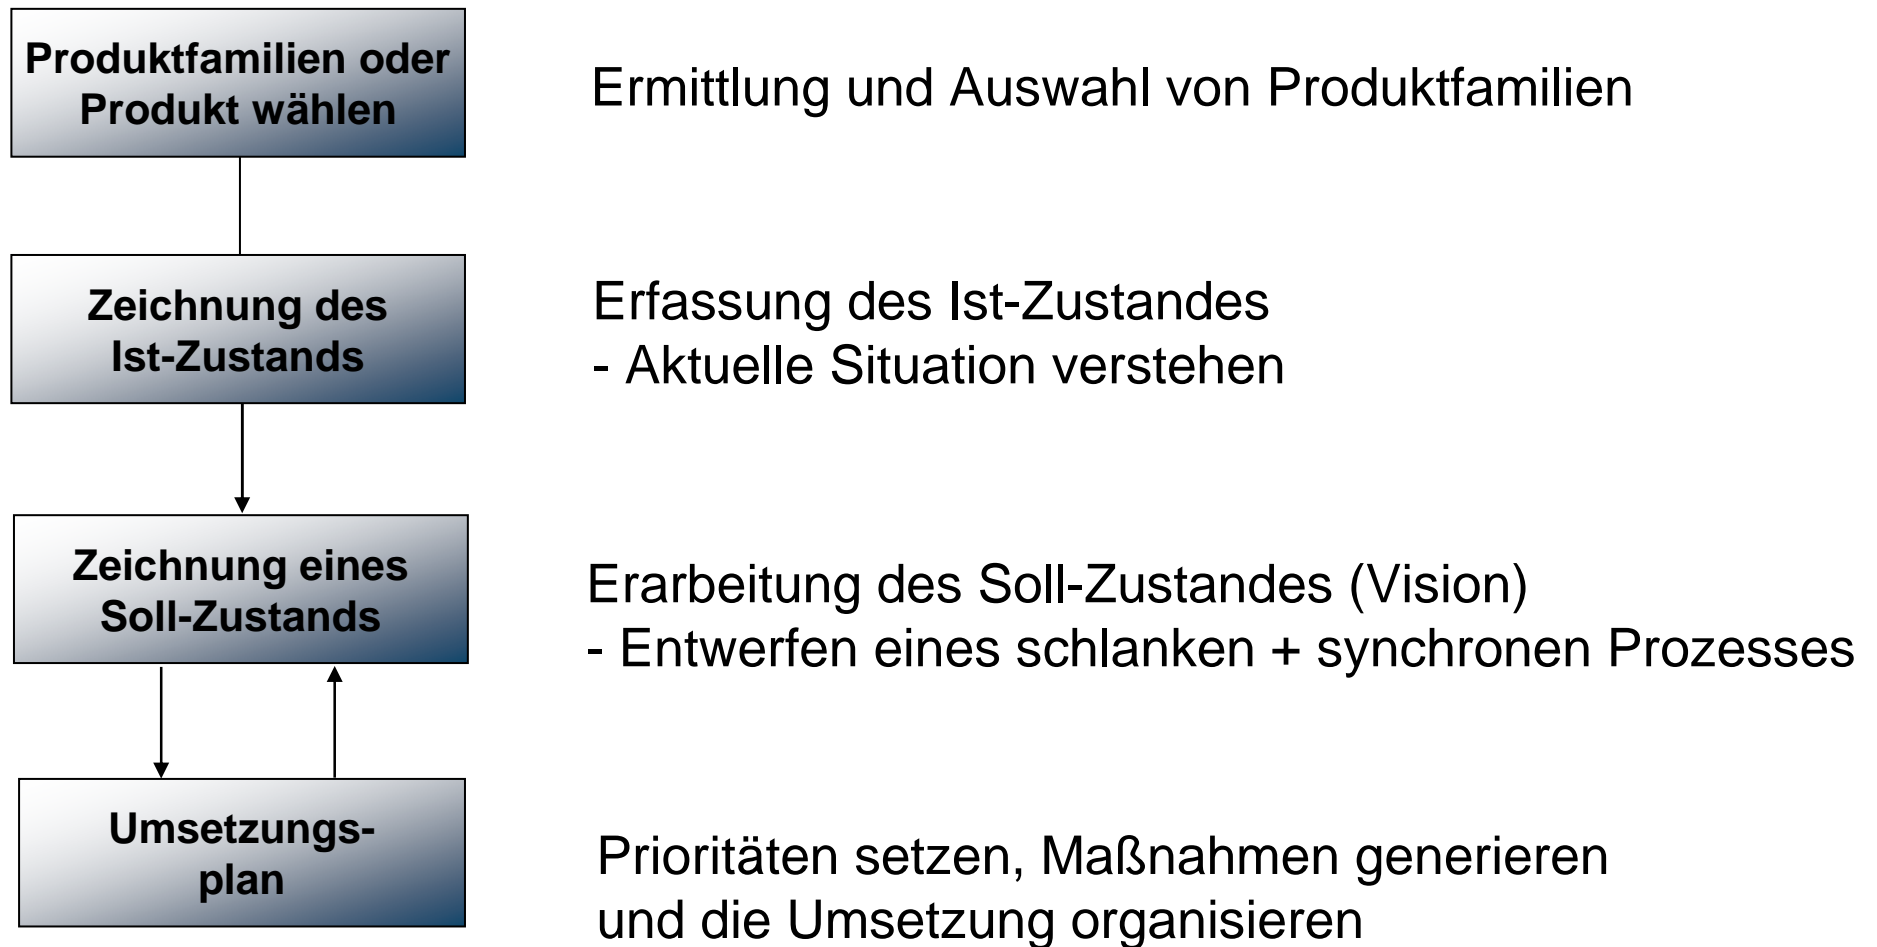 Produktfamilien oder
Produkt wählen
Ermittlung und Auswahl von Produktfamilien
Zeichnung des
Ist-Zustands
Erfassung des Ist-Zustandes
- Aktuelle Situation verstehen
Zeichnung eines
Soll-Zustands
Erarbeitung des Soll-Zustandes (Vision)
- Entwerfen eines schlanken + synchronen Prozesses
Umsetzungs-
plan
Prioritäten setzen, Maßnahmen generieren
und die Umsetzung organisieren